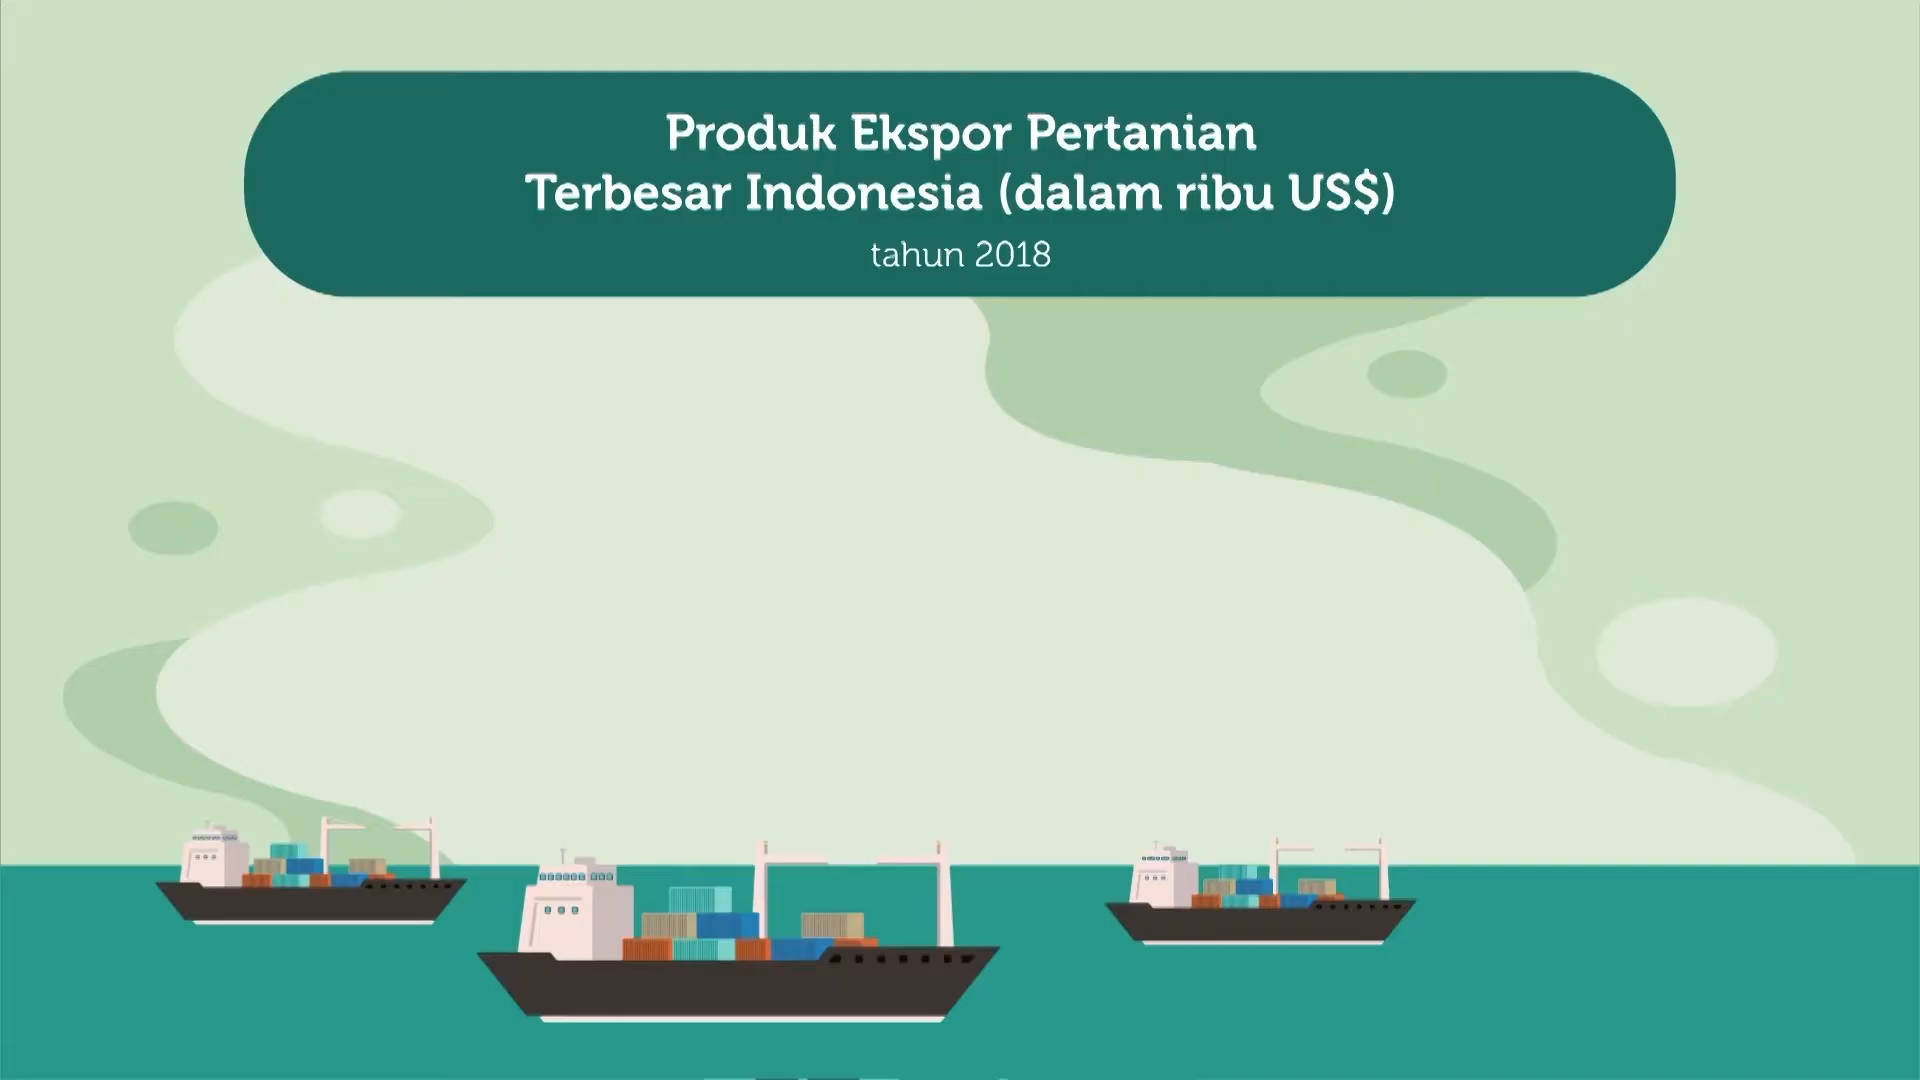 Produk Ekspor Pertanian
Terbesar Indonesia (dalam ribu US$)
tahun 2018